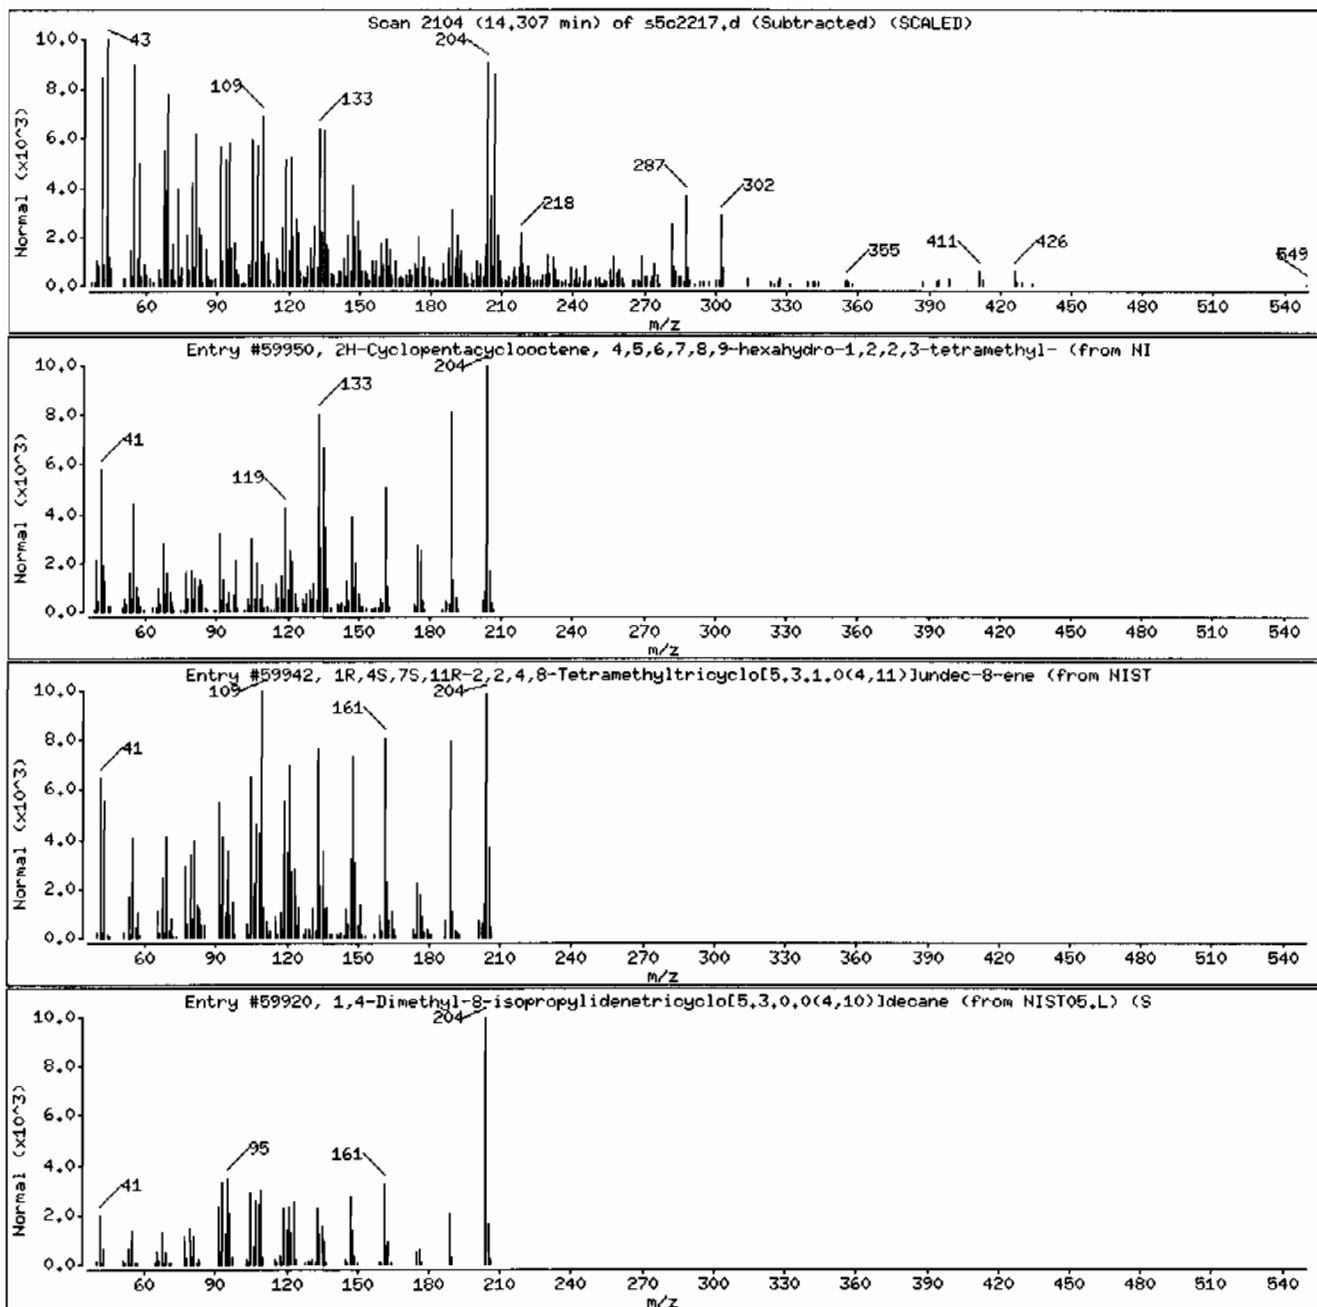 Scan 2104 (14.307 min) of s5c2217.d (Subtracted) (SCALED)
Normal (x10^3)
10.0
8.0
6.0
4.0
2.0
0.0
43
109
133
204
218
287
302
355
411
426
549
60 90 120 150 180 210 240 270 300 330 360 390 420 450 480 510 540
m/z
Entry #59950, 2H-Cyclopentacyclooctene, 4,5,6,7,8,9-hexahydro-1,2,2,3-tetramethyl- (from NI
Normal (x10^3)
10.0
8.0
6.0
4.0
2.0
0.0
41
119
133
204
60 90 120 150 180 210 240 270 300 330 360 390 420 450 480 510 540
m/z
Entry #59942, 1R,4S,7S,11R-2,2,4,8-Tetramethyltricyclo[5.3.1.0(4,11)]undec-8-ene (from NIST
Normal (x10^3)
10.0
8.0
6.0
4.0
2.0
0.0
41
109
161
204
60 90 120 150 180 210 240 270 300 330 360 390 420 450 480 510 540
m/z
Entry #59920, 1,4-Dimethyl-8-isopropylidenetricyclo[5.3.0.0(4,10)]decane (from NIST05.L) (S
Normal (x10^3)
10.0
8.0
6.0
4.0
2.0
0.0
41
95
161
204
60 90 120 150 180 210 240 270 300 330 360 390 420 450 480 510 540
m/z